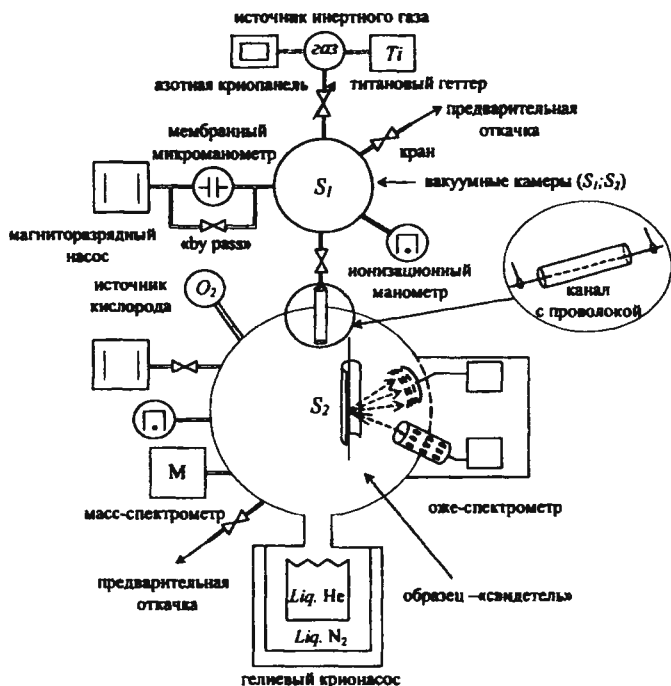 источник инертного газа
газ
Ti
азотная криопанель
титановый геттер
предварительная
откачка
мембранный
микроманометр
кран
S1
вакуумные камеры (S1;S2)
магниторазрядный
насос
«by pass»
ионизационный
манометр
канал
с проволокой
источник
кислорода
O2
S2
M
масс-спектрометр
оже-спектрометр
предварительная
откачка
Liq. He
Liq. N2
образец –«свидетель»
гелиевый крионасос